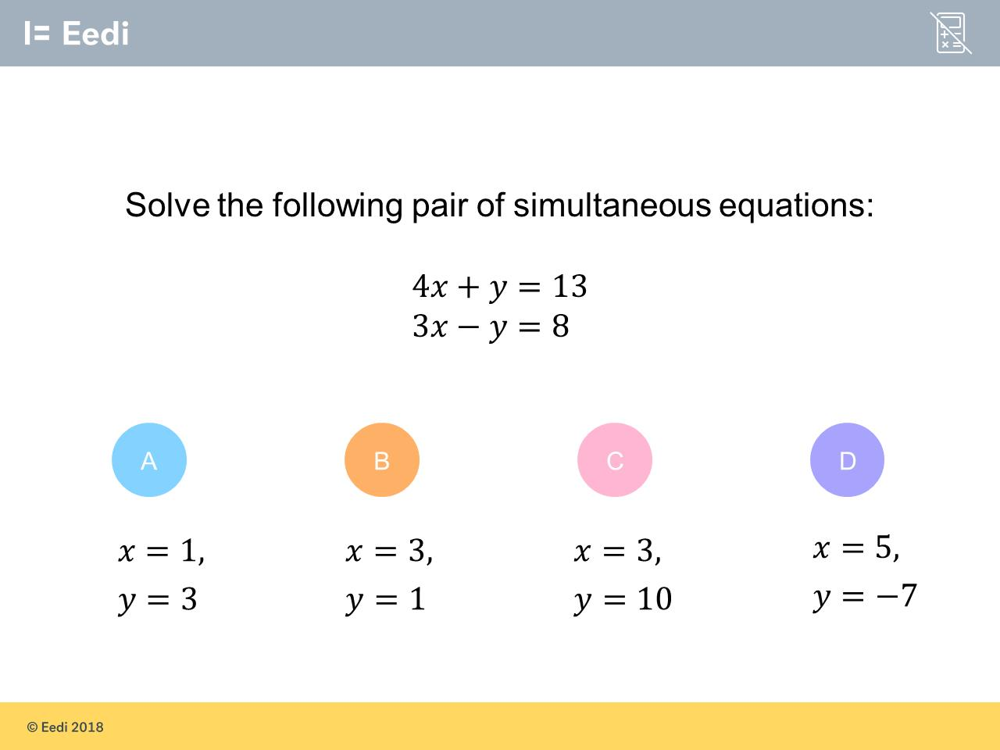 Eedi
Solve the following pair of simultaneous equations:
4x + y = 13
3x − y = 8
A
B
C
D
x = 1,
y = 3
x = 3,
y = 1
x = 3,
y = 10
x = 5,
y = −7
© Eedi 2018